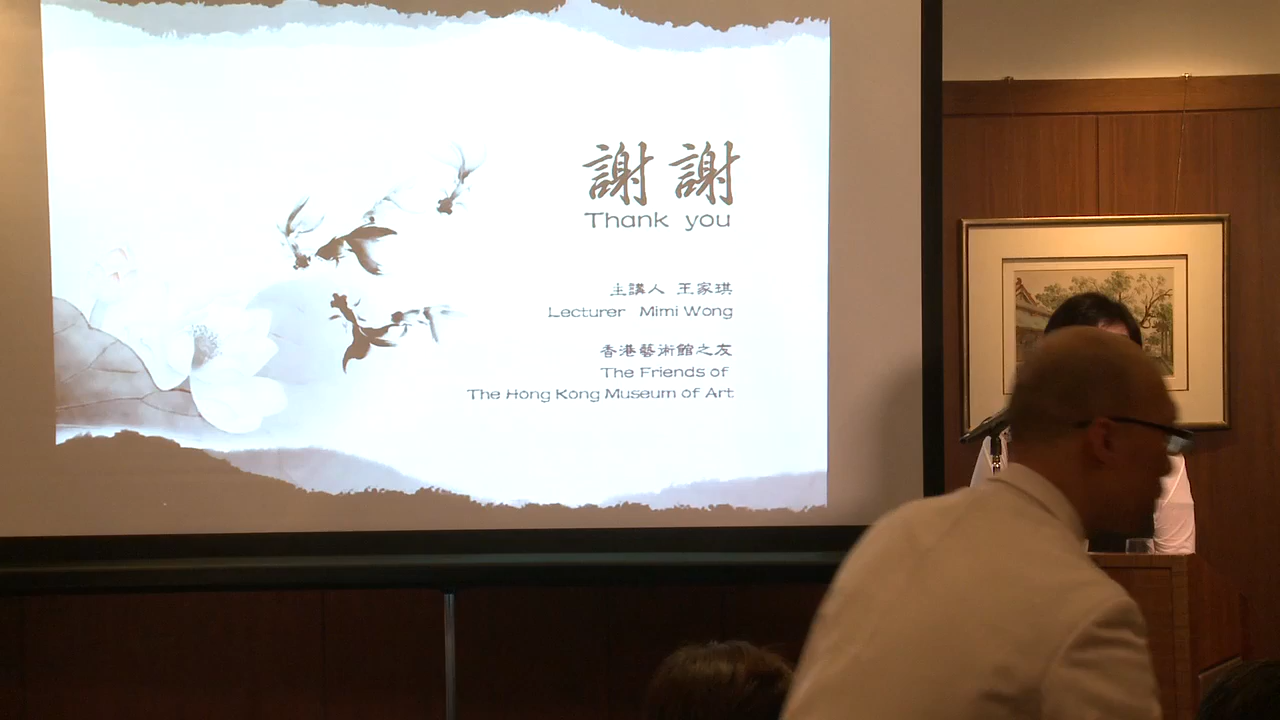 謝謝
Thank you
主講人 王家琪
Lecturer Mimi Wong
香港藝術館之友
The Friends of
The Hong Kong Museum of Art